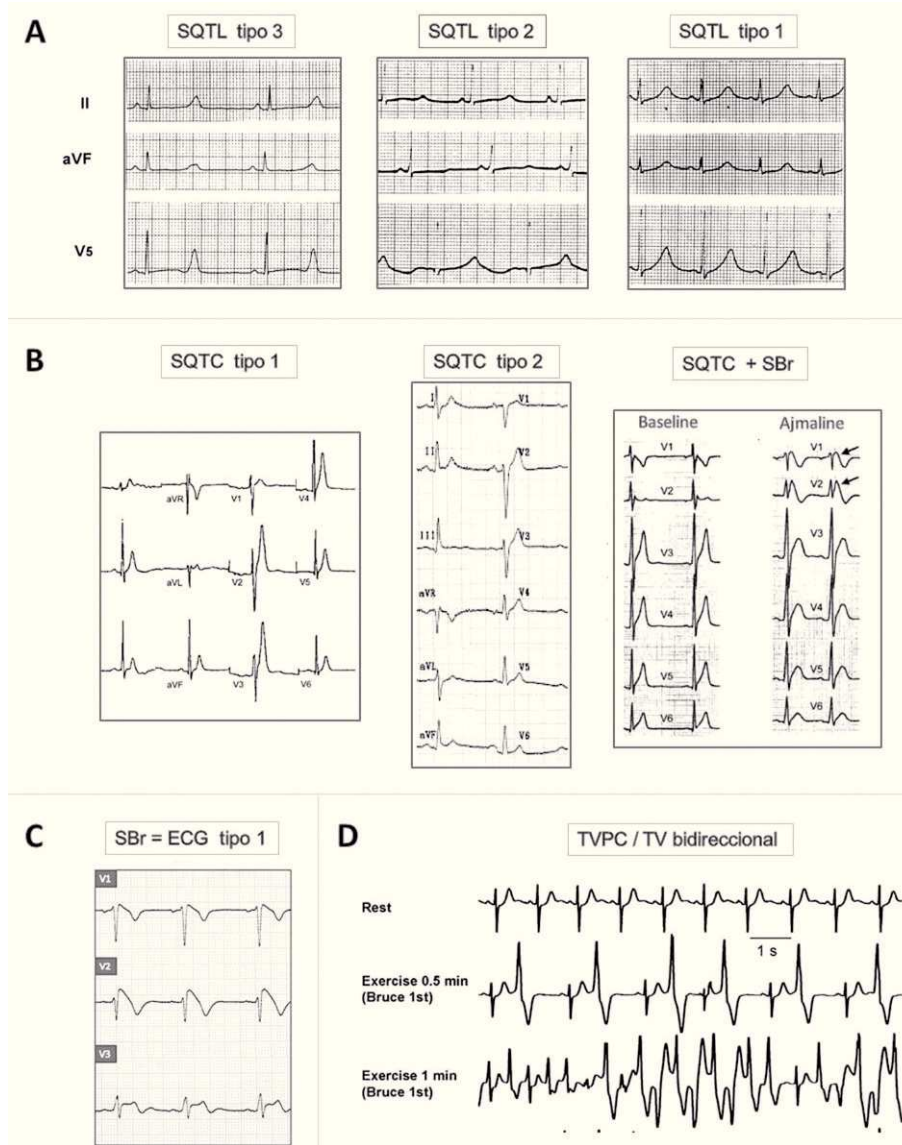 A
SQTL tipo 3
SQTL tipo 2
SQTL tipo 1
II
aVF
V5
B
SQTC tipo 1
SQTC tipo 2
SQTC + SBr
aVR
V1
V4
aVL
V2
V5
aVF
V3
V6
I
V1
II
V2
III
V3
aVR
V4
aVL
V5
aVF
V6
Baseline
Ajmaline
V1
V1
V2
V2
V3
V3
V4
V4
V5
V5
V6
V6
C
SBr = ECG tipo 1
V1
V2
V3
D
TVPC / TV bidireccional
Rest
1 s
Exercise 0.5 min
(Bruce 1st)
Exercise 1 min
(Bruce 1st)